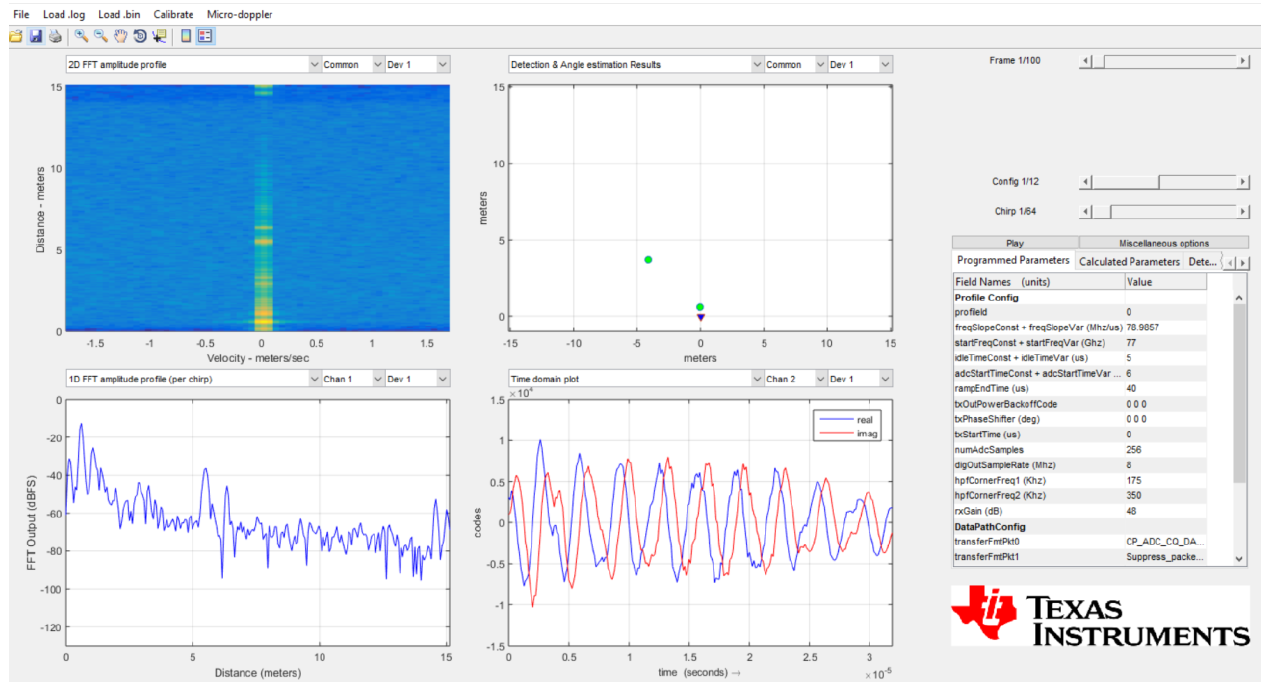 File Load .log Load .bin Calibrate Micro-doppler
2D FFT amplitude profile Common Dev 1
15
10
5
0
Distance - meters
-1.5 -1 -0.5 0 0.5 1 1.5
Velocity - meters/sec
Detection & Angle estimation Results Common Dev 1
15
10
5
0
meters
-15 -10 -5 0 5 10 15
meters
1D FFT amplitude profile (per chirp) Chan 1 Dev 1
0
-20
-40
-60
-80
-100
-120
FFT Output (dBFS)
0 5 10 15
Distance (meters)
Time domain plot Chan 2 Dev 1
×10⁴
1.5
1
0.5
0
-0.5
-1
-1.5
codes
real
imag
0 0.5 1 1.5 2 2.5 3
time (seconds) →
×10⁻⁵
Frame 1/100
Config 1/12
Chirp 1/64
Play Miscellaneous options
Programmed Parameters Calculated Parameters Dete...
Field Names (units) Value
Profile Config
profileId 0
freqSlopeConst + freqSlopeVar (Mhz/us) 78.9857
startFreqConst + startFreqVar (Ghz) 77
idleTimeConst + idleTimeVar (us) 5
adcStartTimeConst + adcStartTimeVar ... 6
rampEndTime (us) 40
txOutPowerBackoffCode 0 0 0
txPhaseShifter (deg) 0 0 0
txStartTime (us) 0
numAdcSamples 256
digOutSampleRate (Mhz) 8
hpfCornerFreq1 (Khz) 175
hpfCornerFreq2 (Khz) 350
rxGain (dB) 48
DataPathConfig
transferFmtPkt0 CP_ADC_CQ_DA...
transferFmtPkt1 Suppress_packe...
TEXAS
INSTRUMENTS